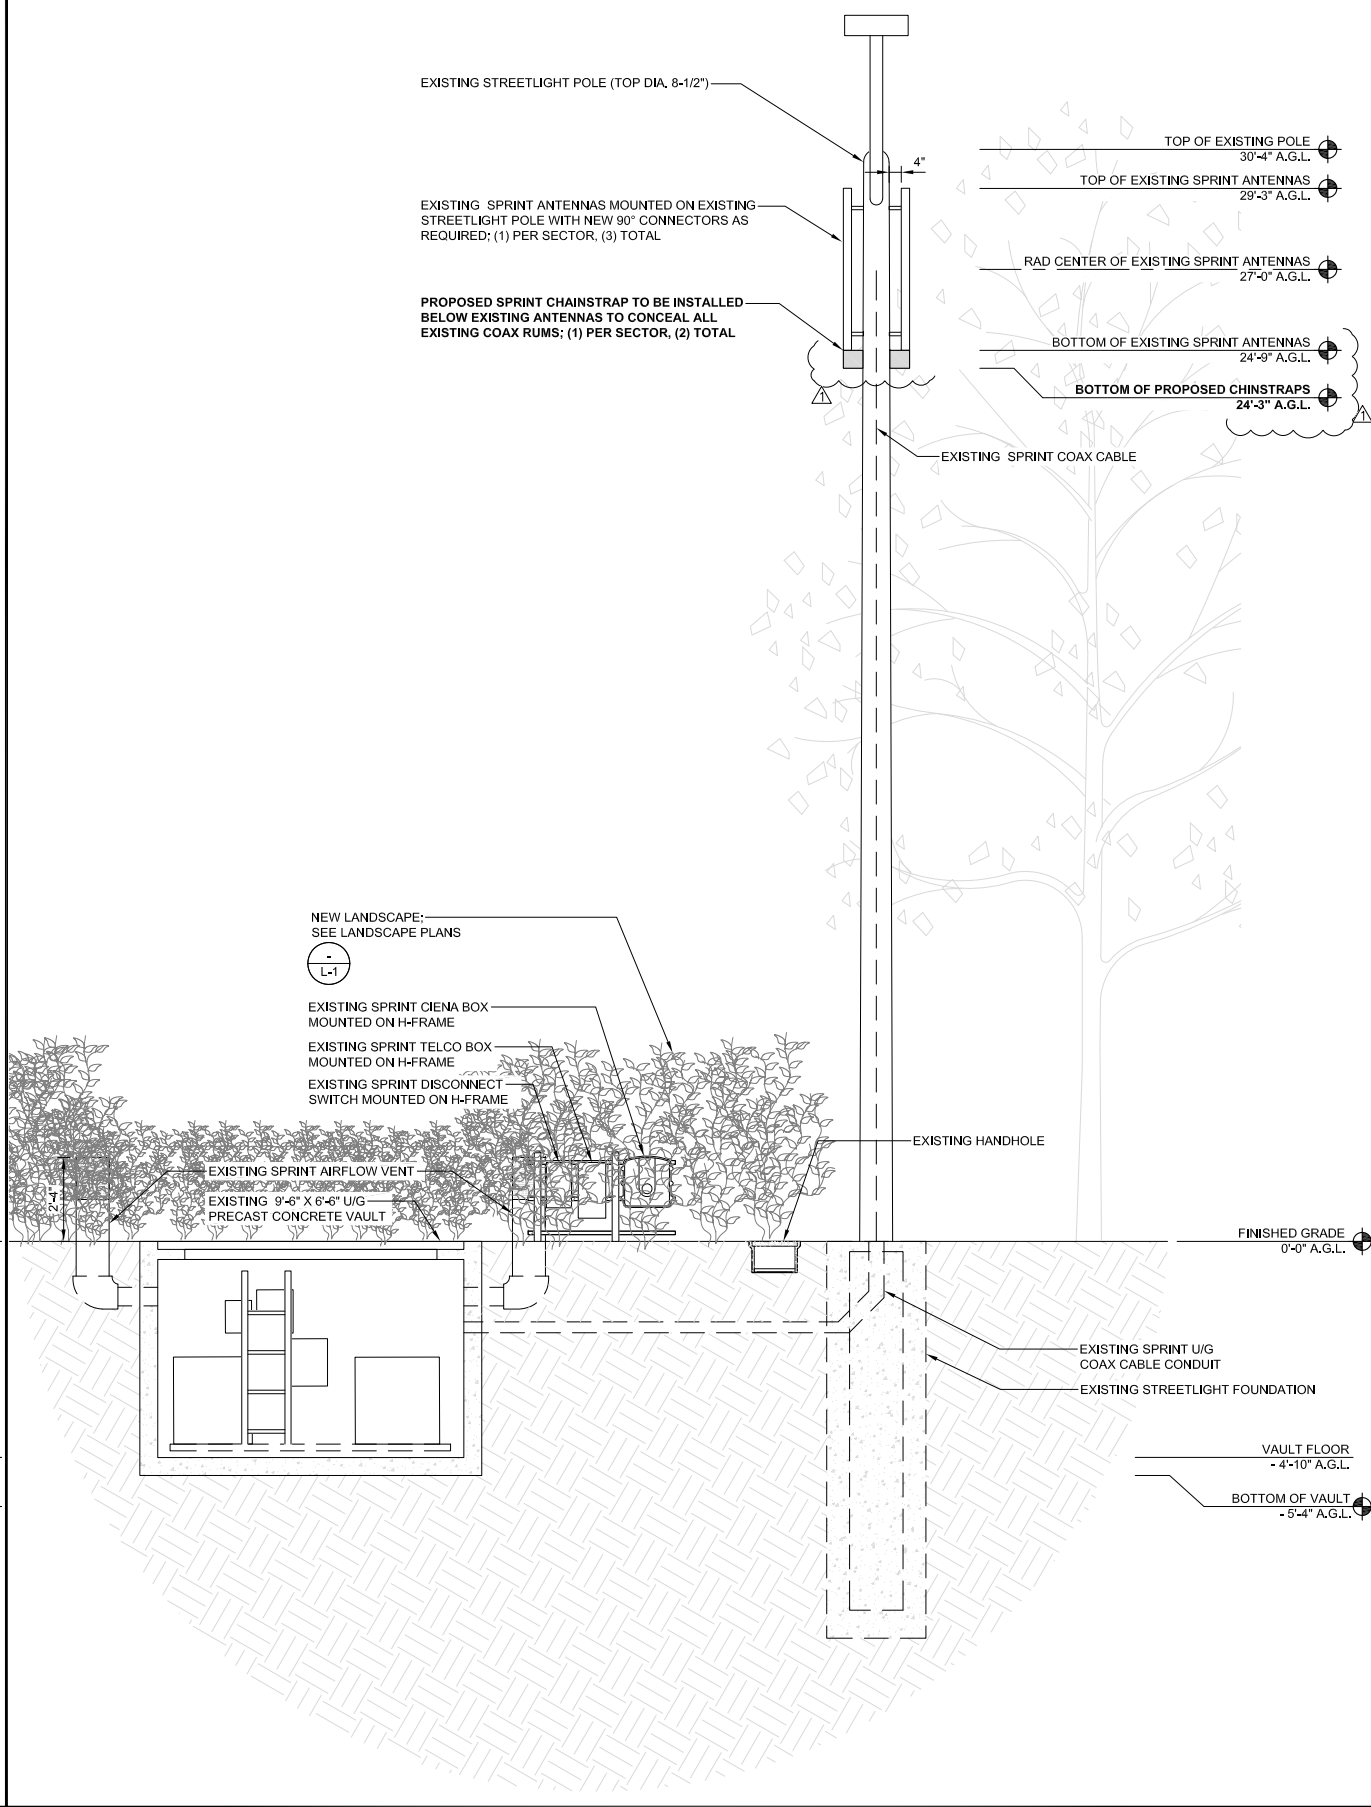 EXISTING STREETLIGHT POLE (TOP DIA. 8-1/2")
4"
TOP OF EXISTING POLE
30'-4" A.G.L.
TOP OF EXISTING SPRINT ANTENNAS
29'-3" A.G.L.
EXISTING SPRINT ANTENNAS MOUNTED ON EXISTING
STREETLIGHT POLE WITH NEW 90° CONNECTORS AS
REQUIRED; (1) PER SECTOR, (3) TOTAL
RAD CENTER OF EXISTING SPRINT ANTENNAS
27'-0" A.G.L.
PROPOSED SPRINT CHAINSTRAP TO BE INSTALLED
BELOW EXISTING ANTENNAS TO CONCEAL ALL
EXISTING COAX RUMS; (1) PER SECTOR, (2) TOTAL
BOTTOM OF EXISTING SPRINT ANTENNAS
24'-9" A.G.L.
BOTTOM OF PROPOSED CHINSTRAPS
24'-3" A.G.L.
1
1
EXISTING SPRINT COAX CABLE
NEW LANDSCAPE;
SEE LANDSCAPE PLANS
-
L-1
EXISTING SPRINT CIENA BOX
MOUNTED ON H-FRAME
EXISTING SPRINT TELCO BOX
MOUNTED ON H-FRAME
EXISTING SPRINT DISCONNECT
SWITCH MOUNTED ON H-FRAME
EXISTING HANDHOLE
EXISTING SPRINT AIRFLOW VENT
2'-4"
EXISTING 9'-6" X 6'-6" U/G
PRECAST CONCRETE VAULT
FINISHED GRADE
0'-0" A.G.L.
EXISTING SPRINT U/G
COAX CABLE CONDUIT
EXISTING STREETLIGHT FOUNDATION
VAULT FLOOR
- 4'-10" A.G.L.
BOTTOM OF VAULT
- 5'-4" A.G.L.